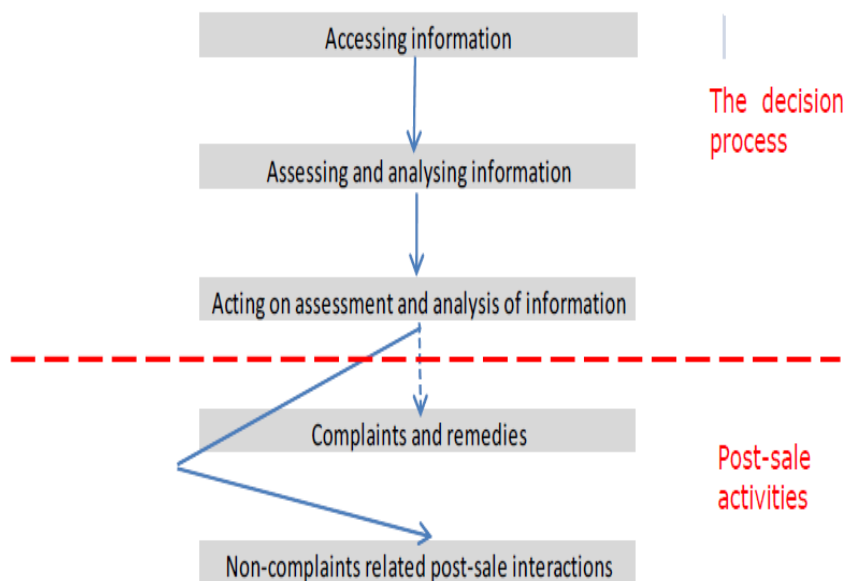 Accessing information
The decision
process
Assessing and analysing information
Acting on assessment and analysis of information
Complaints and remedies
Post-sale
activities
Non-complaints related post-sale interactions